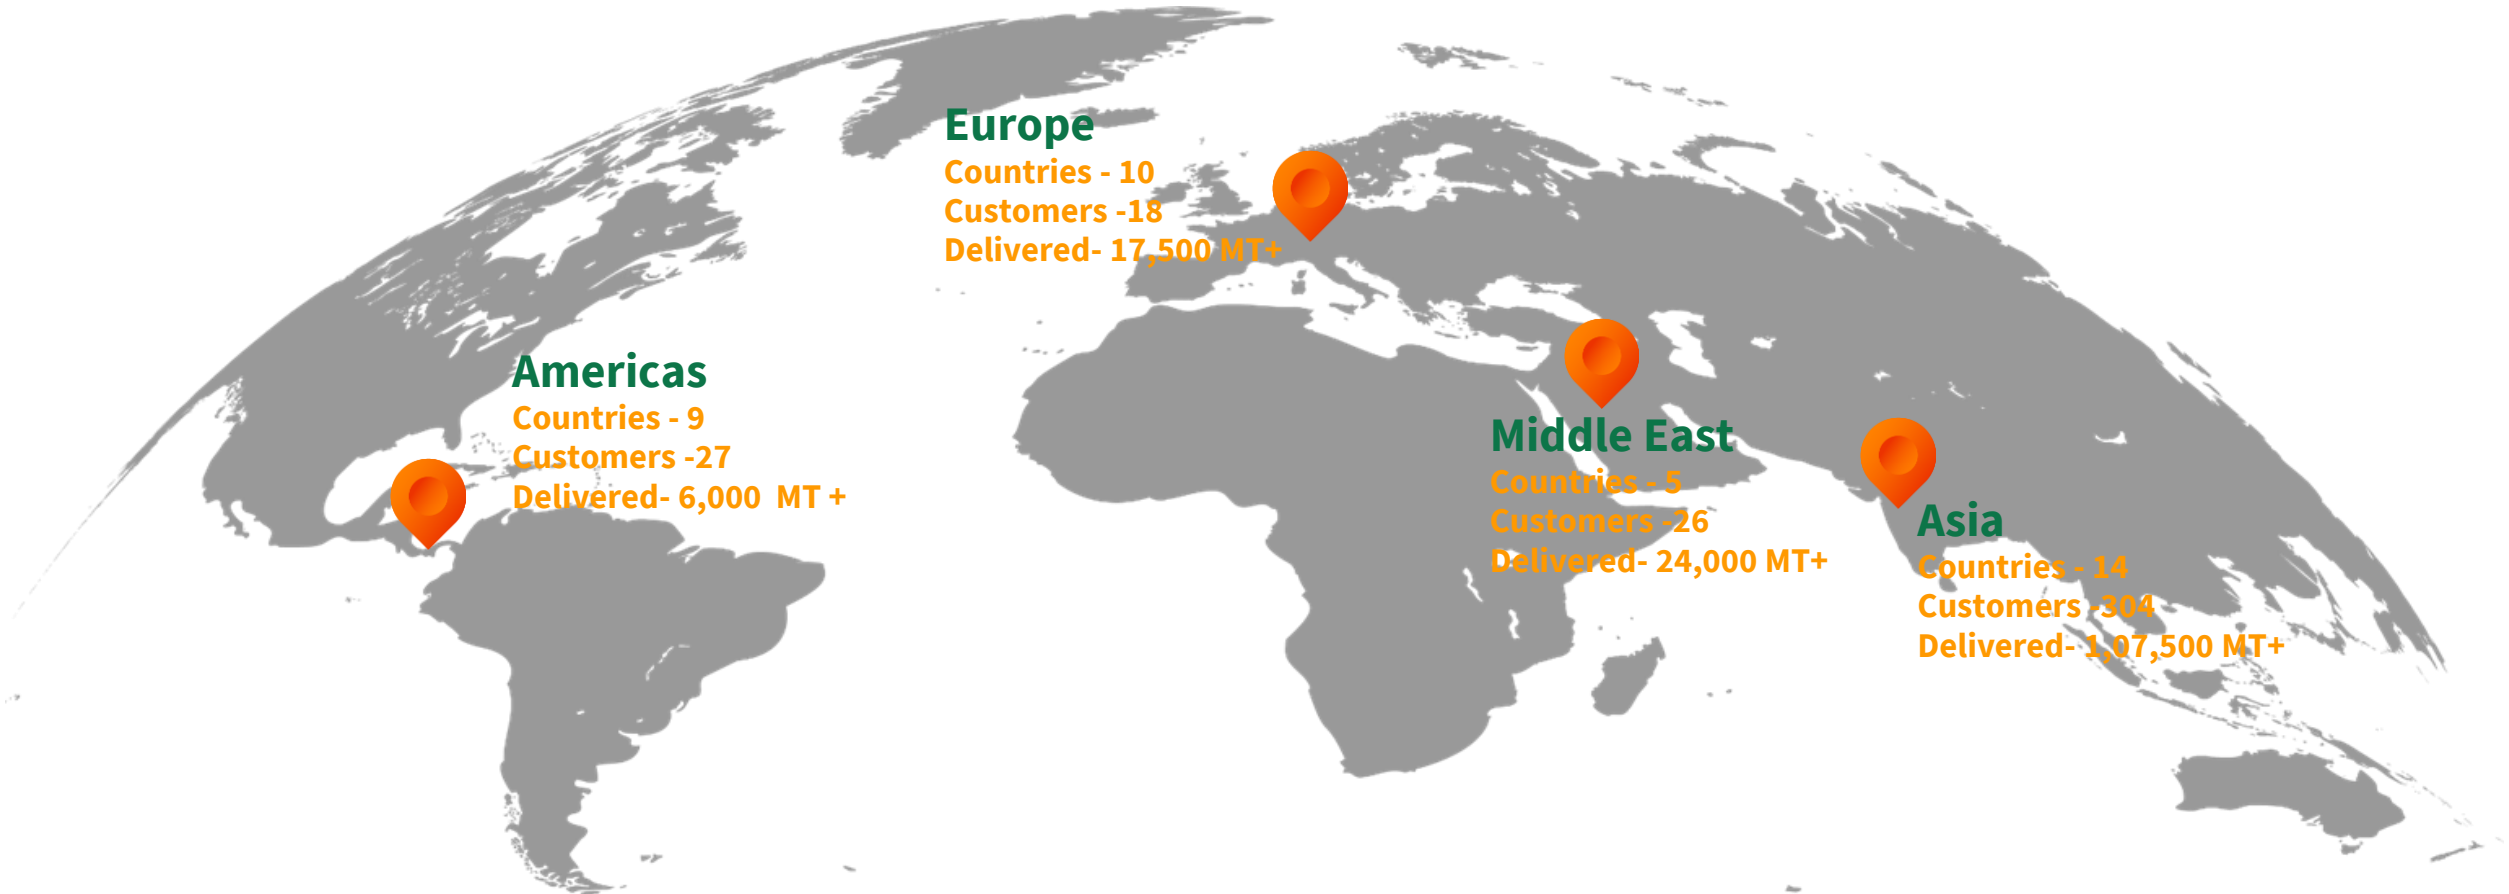 Europe
Countries - 10
Customers -18
Delivered- 17,500 MT+
Americas
Countries - 9
Customers -27
Delivered- 6,000  MT +
Middle East
Countries - 5
Customers -26
Delivered- 24,000 MT+
Asia
Countries - 14
Customers -304
Delivered- 1,07,500 MT+